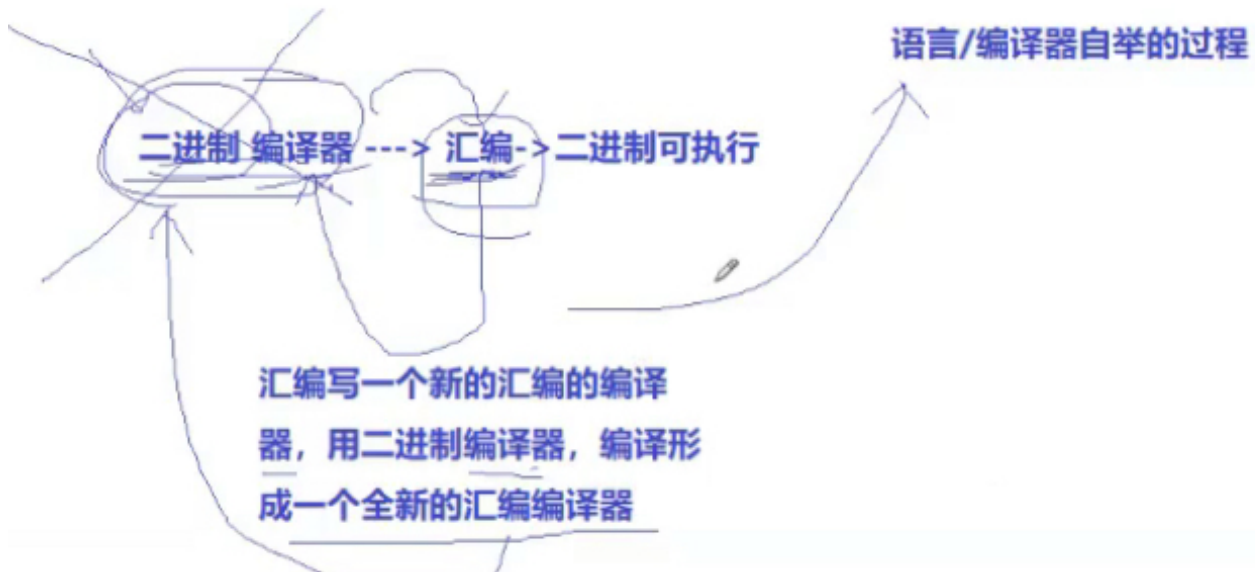 语言/编译器自举的过程
二进制 编译器 ---> 汇编->二进制可执行
汇编写一个新的汇编的编译
器，用二进制编译器，编译形
成一个全新的汇编编译器